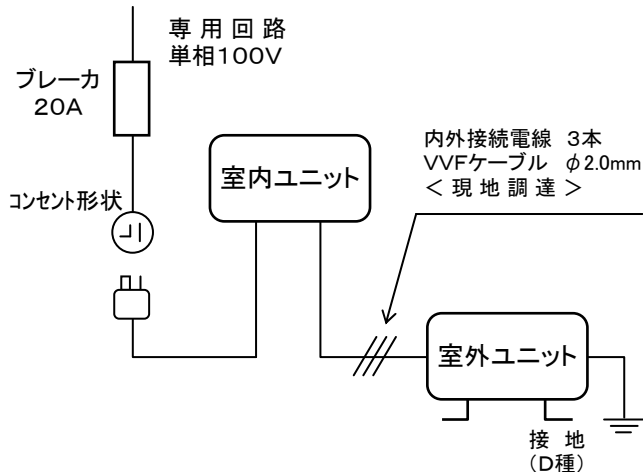 専用回路
単相100V
ブレーカ
20A
コンセント形状
室内ユニット
内外接続電線 3本
VVFケーブル φ2.0mm
<現地調達>
室外ユニット
接地
(D種)